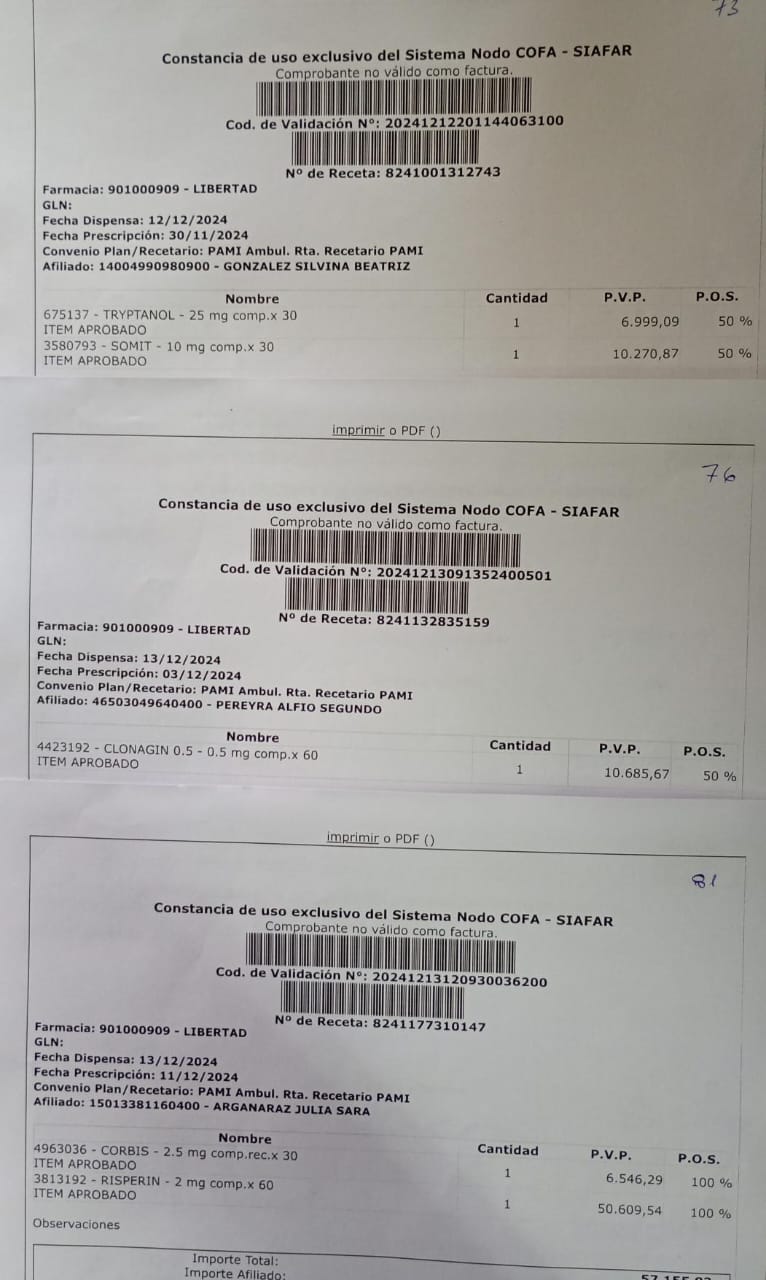 73
Constancia de uso exclusivo del Sistema Nodo COFA - SIAFAR
Comprobante no válido como factura.
Cod. de Validación Nº: 20241212201144063100
Nº de Receta: 8241001312743
Farmacia: 901000909 - LIBERTAD
GLN:
Fecha Dispensa: 12/12/2024
Fecha Prescripción: 30/11/2024
Convenio Plan/Recetario: PAMI Ambul. Rta. Recetario PAMI
Afiliado: 14004990980900 - GONZALEZ SILVINA BEATRIZ
Nombre Cantidad P.V.P. P.O.S.
675137 - TRYPTANOL - 25 mg comp.x 30
ITEM APROBADO 1 6.999,09 50 %
3580793 - SOMIT - 10 mg comp.x 30
ITEM APROBADO 1 10.270,87 50 %
imprimir o PDF ()
76
Constancia de uso exclusivo del Sistema Nodo COFA - SIAFAR
Comprobante no válido como factura.
Cod. de Validación Nº: 20241213091352400501
Nº de Receta: 8241132835159
Farmacia: 901000909 - LIBERTAD
GLN:
Fecha Dispensa: 13/12/2024
Fecha Prescripción: 03/12/2024
Convenio Plan/Recetario: PAMI Ambul. Rta. Recetario PAMI
Afiliado: 46503049640400 - PEREYRA ALFIO SEGUNDO
Nombre Cantidad P.V.P. P.O.S.
4423192 - CLONAGIN 0.5 - 0.5 mg comp.x 60
ITEM APROBADO 1 10.685,67 50 %
imprimir o PDF ()
81
Constancia de uso exclusivo del Sistema Nodo COFA - SIAFAR
Comprobante no válido como factura.
Cod. de Validación Nº: 20241213120930036200
Nº de Receta: 8241177310147
Farmacia: 901000909 - LIBERTAD
GLN:
Fecha Dispensa: 13/12/2024
Fecha Prescripción: 11/12/2024
Convenio Plan/Recetario: PAMI Ambul. Rta. Recetario PAMI
Afiliado: 15013381160400 - ARGANARAZ JULIA SARA
Nombre Cantidad P.V.P. P.O.S.
4963036 - CORBIS - 2.5 mg comp.rec.x 30
ITEM APROBADO 1 6.546,29 100 %
3813192 - RISPERIN - 2 mg comp.x 60
ITEM APROBADO 1 50.609,54 100 %
Observaciones
Importe Total:
Importe Afiliado: